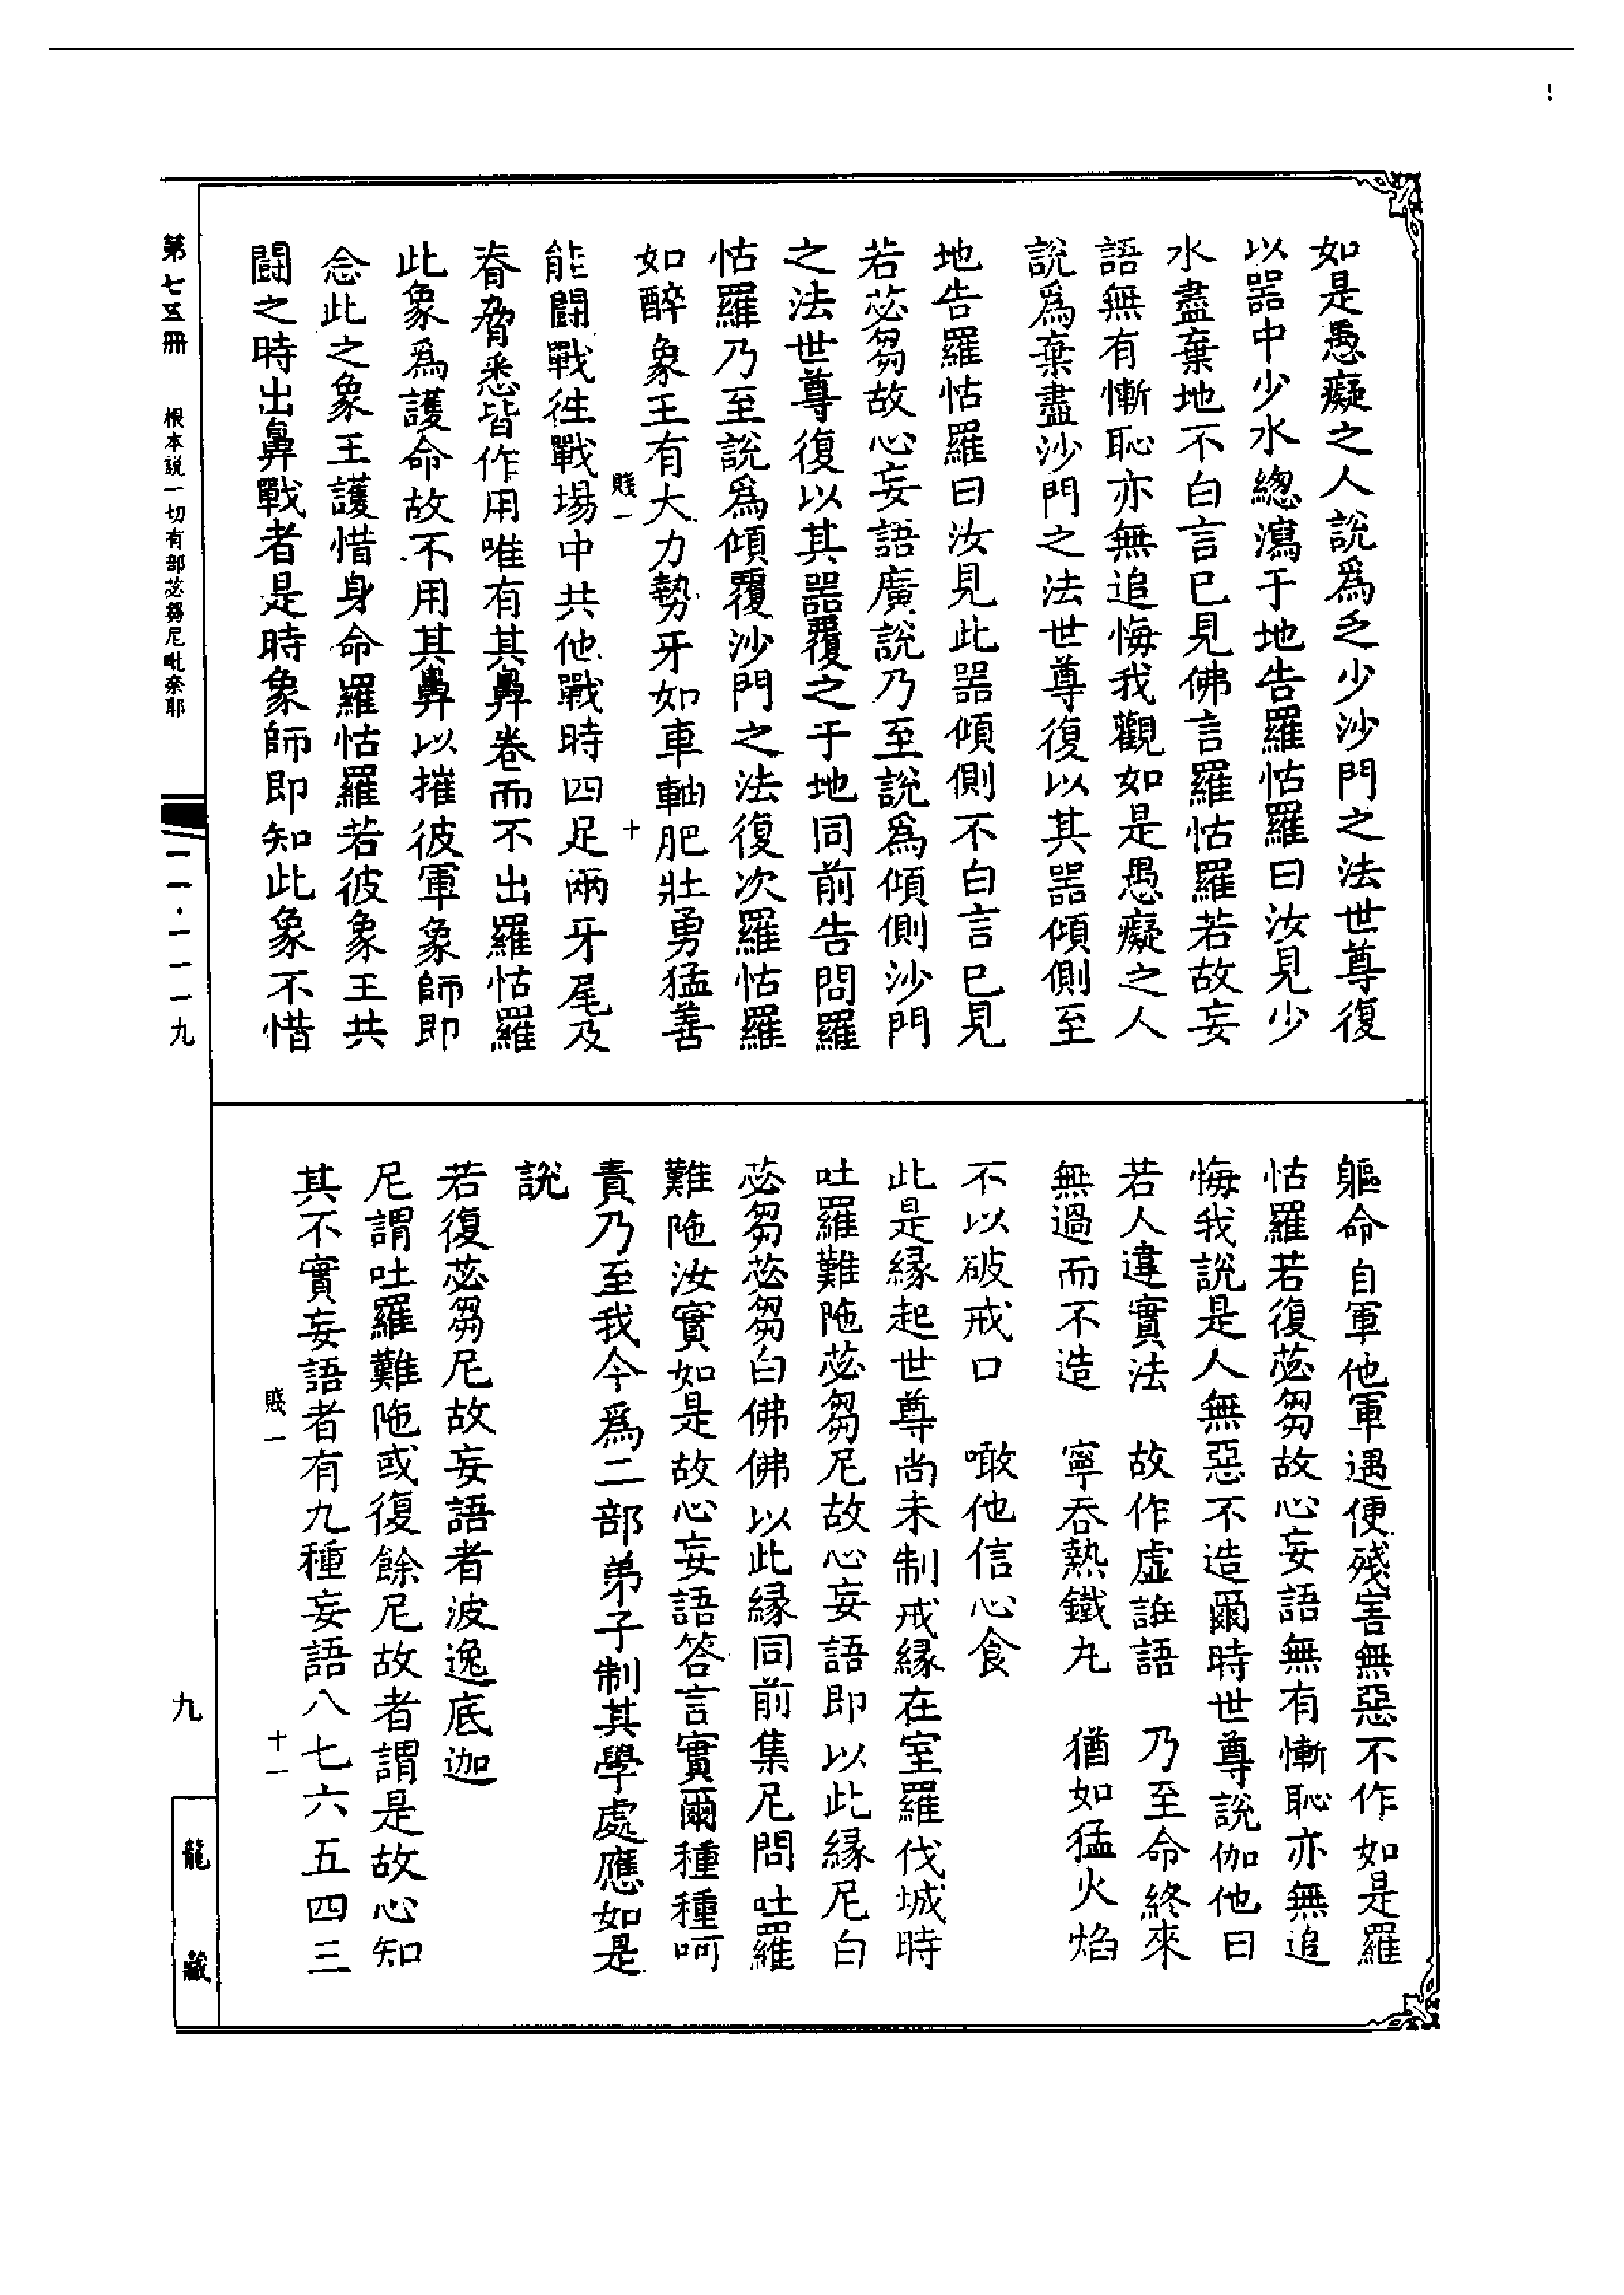 如是愚癡之人說為乏少沙門之法世尊復
以器中少水總瀉于地告羅怙羅曰汝見少
水盡棄地不白言已見佛言羅怙羅若故妄
語無有慚恥亦無追悔我觀如是愚癡之人
說為棄盡沙門之法世尊復以其器傾側至
地告羅怙羅曰汝見此器傾側不白言已見
若苾芻故心妄語廣說乃至說為傾側沙門
之法世尊復以其器覆之于地同前告問羅
怙羅乃至說為傾覆沙門之法復次羅怙羅
如醉象王有大力勢牙如車軸肥壯勇猛善
賤一 十
能鬪戰往戰場中共他戰時四足兩牙尾及
脊脅悉皆作用唯有其鼻卷而不出羅怙羅
此象為護命故不用其鼻以摧彼軍象師即
念此之象王護惜身命羅怙羅若彼象王共
鬪之時出鼻戰者是時象師即知此象不惜
軀命自軍他軍遇便殘害無惡不作如是羅
怙羅若復苾芻故心妄語無有慚恥亦無追
悔我說是人無惡不造爾時世尊說伽他曰
若人違實法 故作虛誑語 乃至命終來
無過而不造 寧吞熱鐵丸 猶如猛火焰
不以破戒口 噉他信心食
此是緣起世尊尚未制戒緣在室羅伐城時
吐羅難陁苾芻尼故心妄語即以此緣尼白
苾芻苾芻白佛佛以此緣同前集尼問吐羅
難陁汝實如是故心妄語答言實爾種種呵
責乃至我今為二部弟子制其學處應如是
說
若復苾芻尼故妄語者波逸底迦
尼謂吐羅難陁或復餘尼故者謂是故心知
其不實妄語者有九種妄語八七六五四三
賤一 十一
第七五冊 根本說一切有部苾芻尼毗奈耶
一一·一一一九
九
龍藏